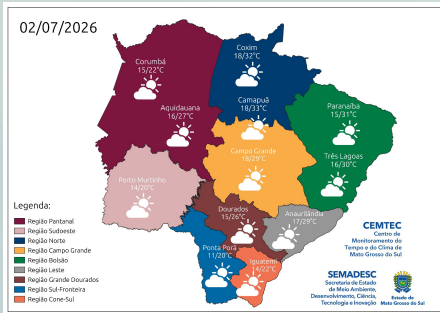 02/07/2026
Corumbá
15/22°C
Coxim
18/32°C
Aquidauana
16/27°C
Camapuã
18/33°C
Paranaíba
15/31°C
Três Lagoas
16/30°C
Campo Grande
18/29°C
Porto Murtinho
14/20°C
Dourados
15/26°C
Anaurilândia
17/29°C
Ponta Porã
11/20°C
Iguatemi
14/22°C
Legenda:
Região Pantanal
Região Sudoeste
Região Norte
Região Campo Grande
Região Bolsão
Região Leste
Região Grande Dourados
Região Sul-Fronteira
Região Cone-Sul
CEMTEC
Centro de
Monitoramento do
Tempo e do Clima de
Mato Grosso do Sul
SEMADESC
Secretaria de Estado
de Meio Ambiente,
Desenvolvimento, Ciência,
Tecnologia e Inovação
Estado de
Mato Grosso do Sul